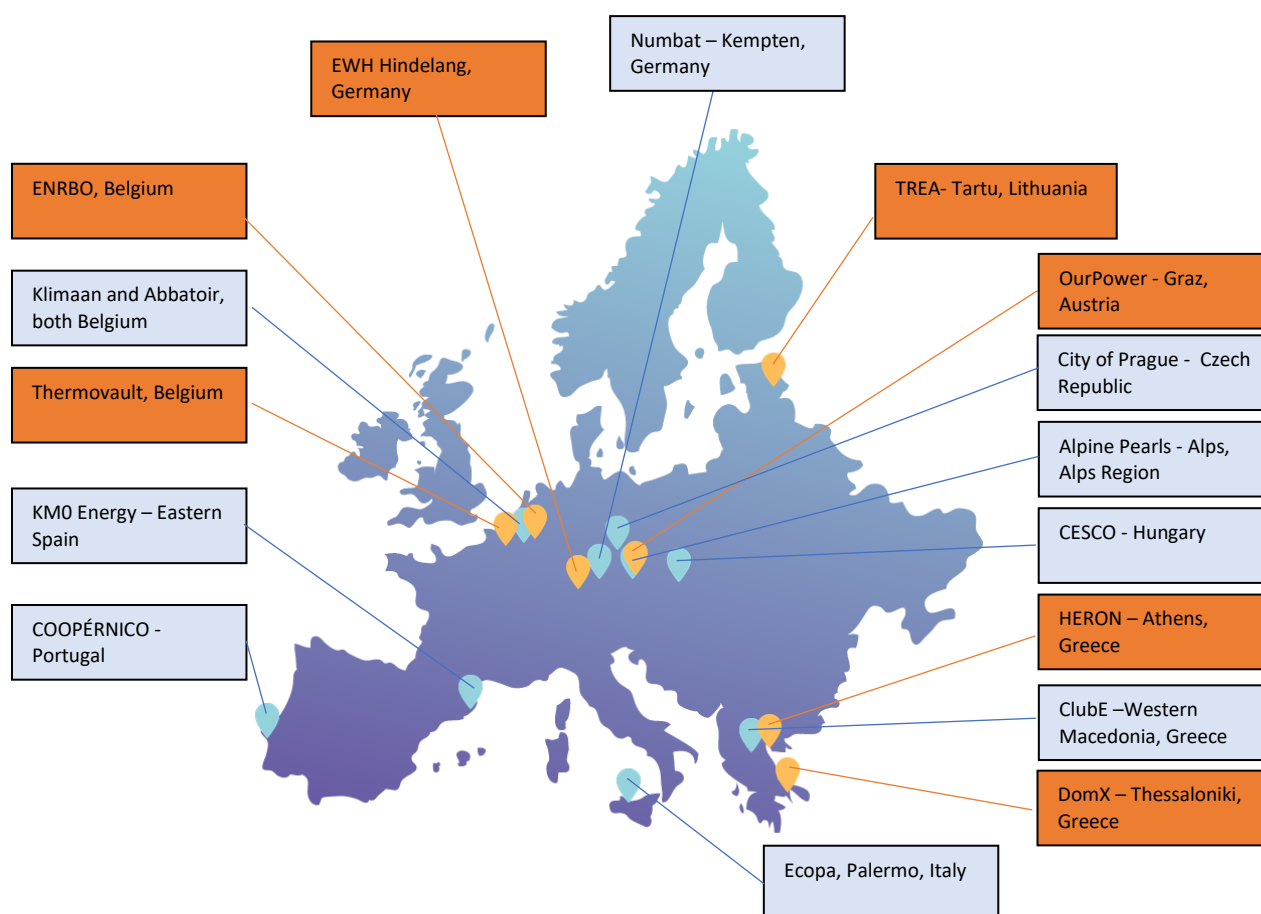 Numbat – Kempten,
Germany
EWH Hindelang,
Germany
ENRBO, Belgium
TREA- Tartu, Lithuania
Klimaan and Abbatoir,
both Belgium
OurPower - Graz,
Austria
City of Prague -  Czech
Republic
Thermovault, Belgium
Alpine Pearls - Alps,
Alps Region
KM0 Energy – Eastern
Spain
CESCO - Hungary
COOPÉRNICO -
Portugal
HERON – Athens,
Greece
ClubE –Western
Macedonia, Greece
DomX – Thessaloniki,
Greece
Ecopa, Palermo, Italy